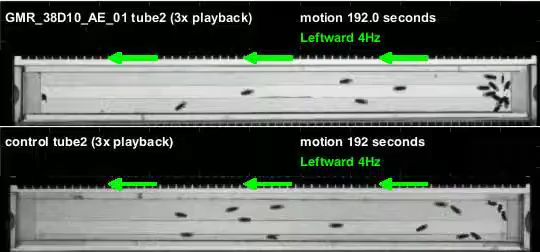 GMR_38D10_AE_01 tube2 (3x playback) motion 192.0 seconds
Leftward 4Hz
control tube2 (3x playback) motion 192 seconds
Leftward 4Hz